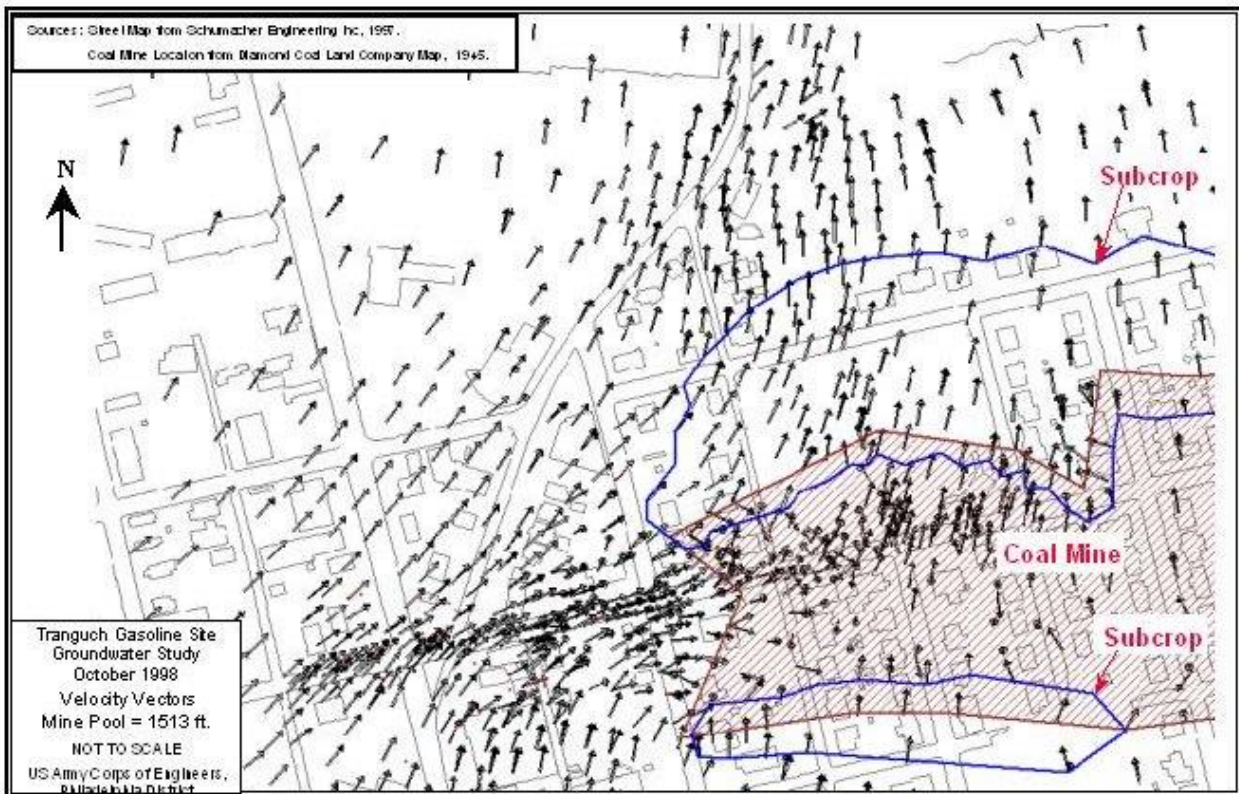 Sources: Street Map from Schumacher Engineering Inc, 1997.
Coal Mine Location from Diamond Coal Land Company Map, 1945.
N
Subcrop
Coal Mine
Subcrop
Tranguch Gasoline Site
Groundwater Study
October 1998
Velocity Vectors
Mine Pool = 1513 ft.
NOT TO SCALE
US Army Corps of Engineers,
Philadelphia District